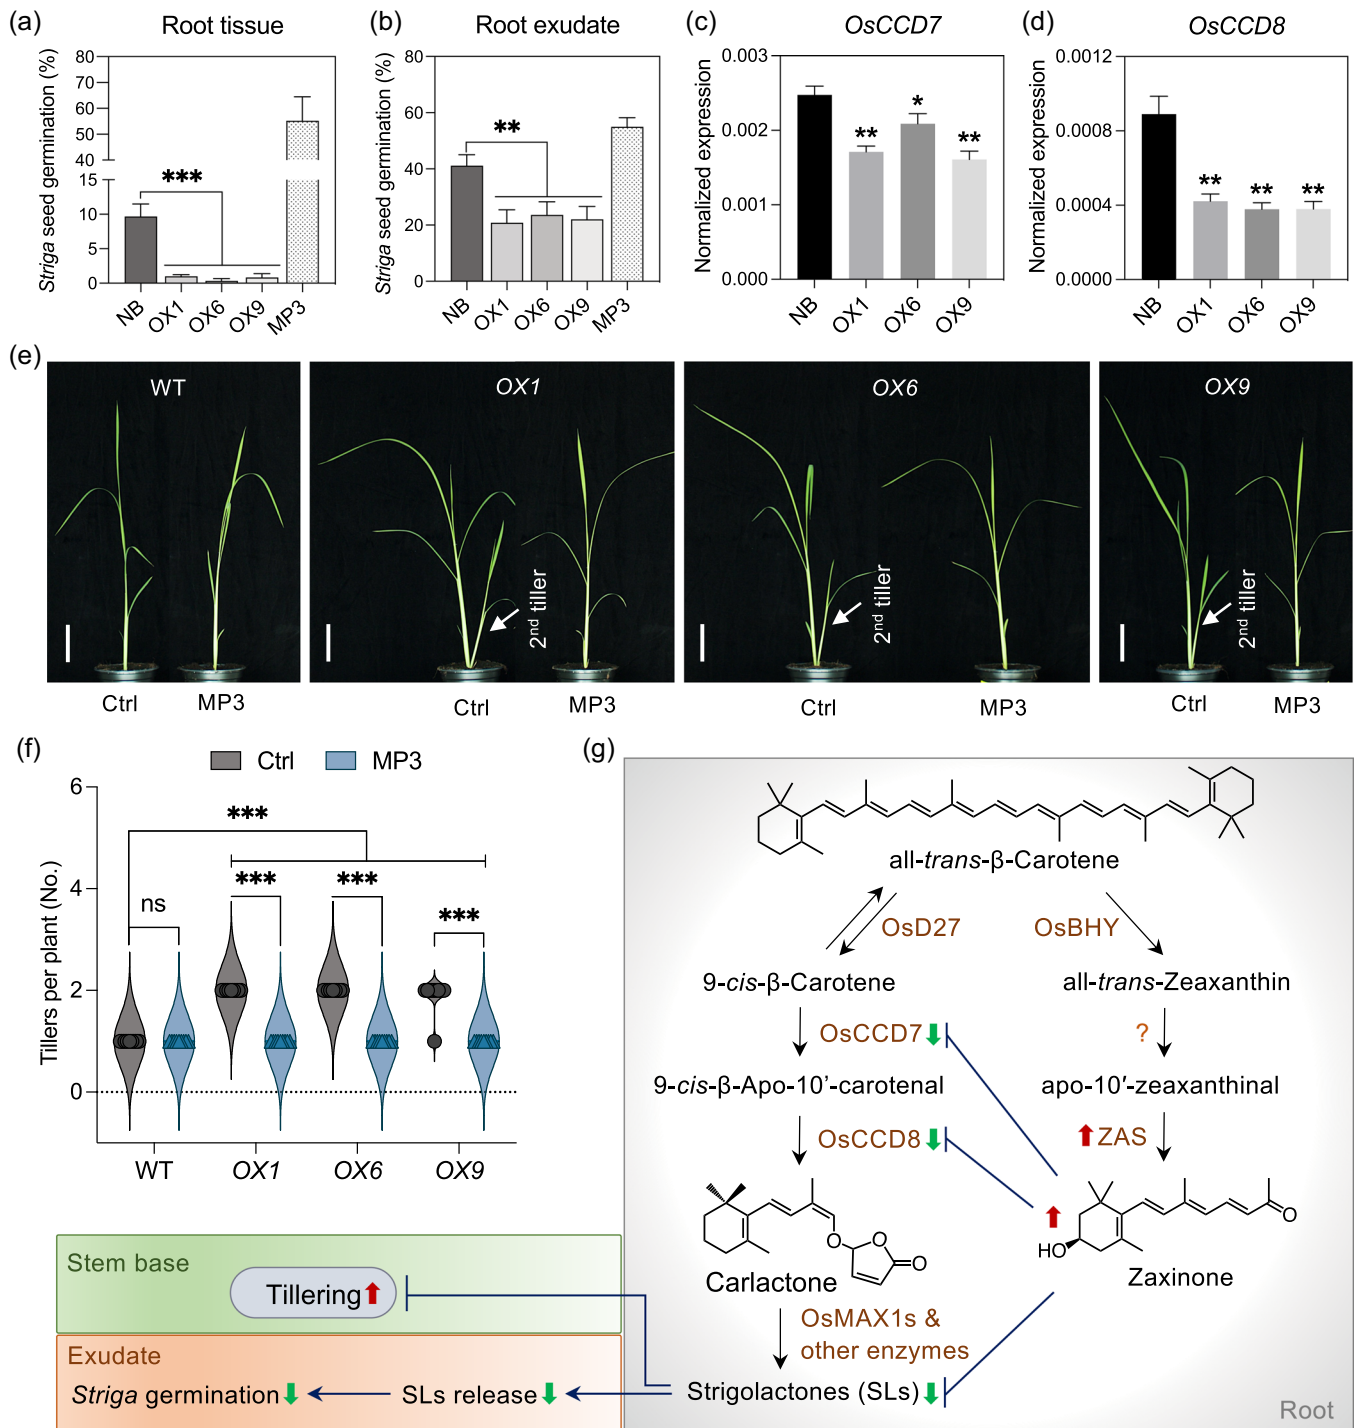 (a)
Root tissue
Striga seed germination (%)
80
70
60
50
40
15
10
5
0
***
NB
OX1
OX6
OX9
MP3
(b)
Root exudate
Striga seed germination (%)
80
60
40
20
0
**
NB
OX1
OX6
OX9
MP3
(c)
OsCCD7
Normalized expression
0.003
0.002
0.001
0.000
**
*
**
NB
OX1
OX6
OX9
(d)
OsCCD8
Normalized expression
0.0012
0.0008
0.0004
0.0000
**
**
**
NB
OX1
OX6
OX9
(e)
WT
Ctrl
MP3
OX1
2nd tiller
Ctrl
MP3
OX6
2nd tiller
Ctrl
MP3
OX9
2nd tiller
Ctrl
MP3
(f)
Ctrl
MP3
Tillers per plant (No.)
6
4
2
0
***
ns
***
***
***
WT
OX1
OX6
OX9
(g)
all-trans-β-Carotene
OsD27
OsBHY
9-cis-β-Carotene
all-trans-Zeaxanthin
OsCCD7
?
9-cis-β-Apo-10’-carotenal
apo-10′-zeaxanthinal
OsCCD8
ZAS
O
O
O
Carlactone
HO
O
Zaxinone
OsMAX1s &
other enzymes
Strigolactones (SLs)
Root
Stem base
Tillering
Exudate
Striga germination
SLs release